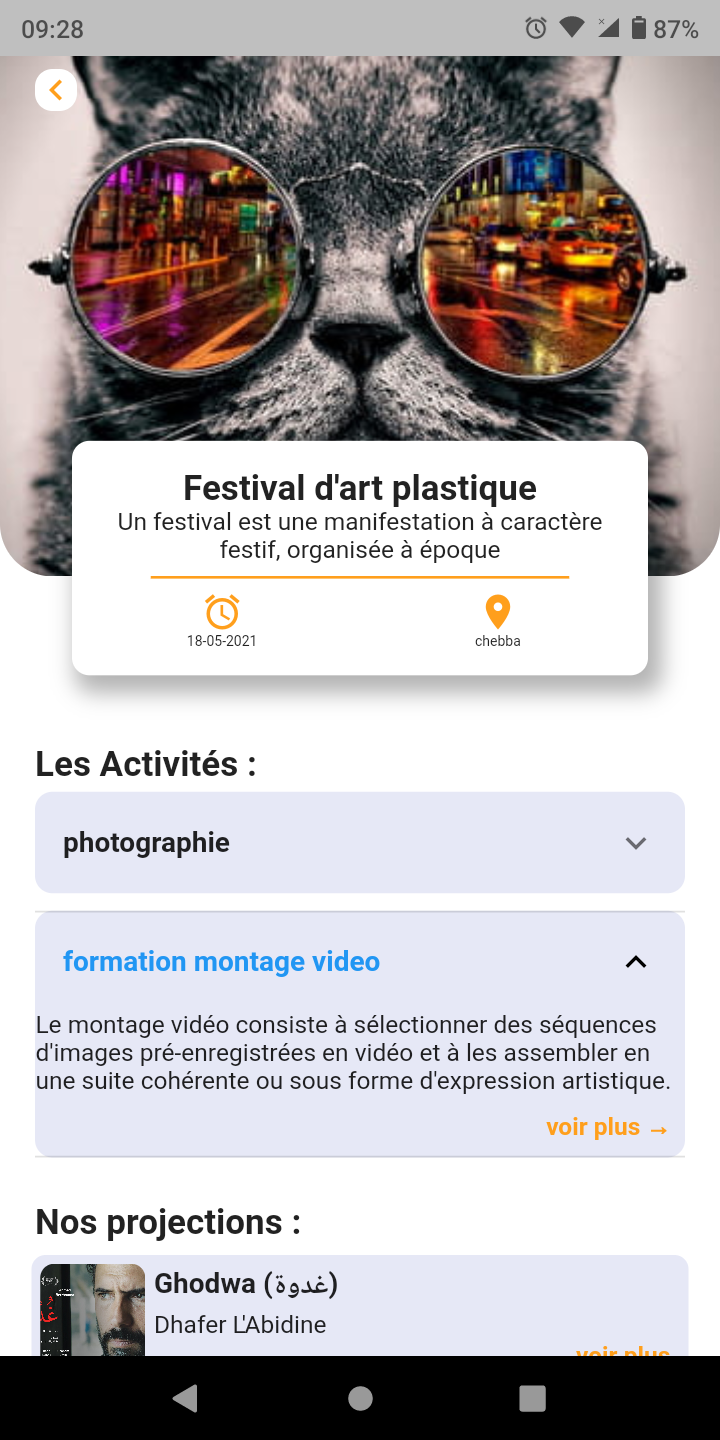 09:28
87%
Festival d'art plastique
Un festival est une manifestation à caractère
festif, organisée à époque
18-05-2021
chebba
Les Activités :
photographie
formation montage video
Le montage vidéo consiste à sélectionner des séquences
d'images pré-enregistrées en vidéo et à les assembler en
une suite cohérente ou sous forme d'expression artistique.
voir plus →
Nos projections :
Ghodwa (غدوة)
Dhafer L'Abidine
voir plus